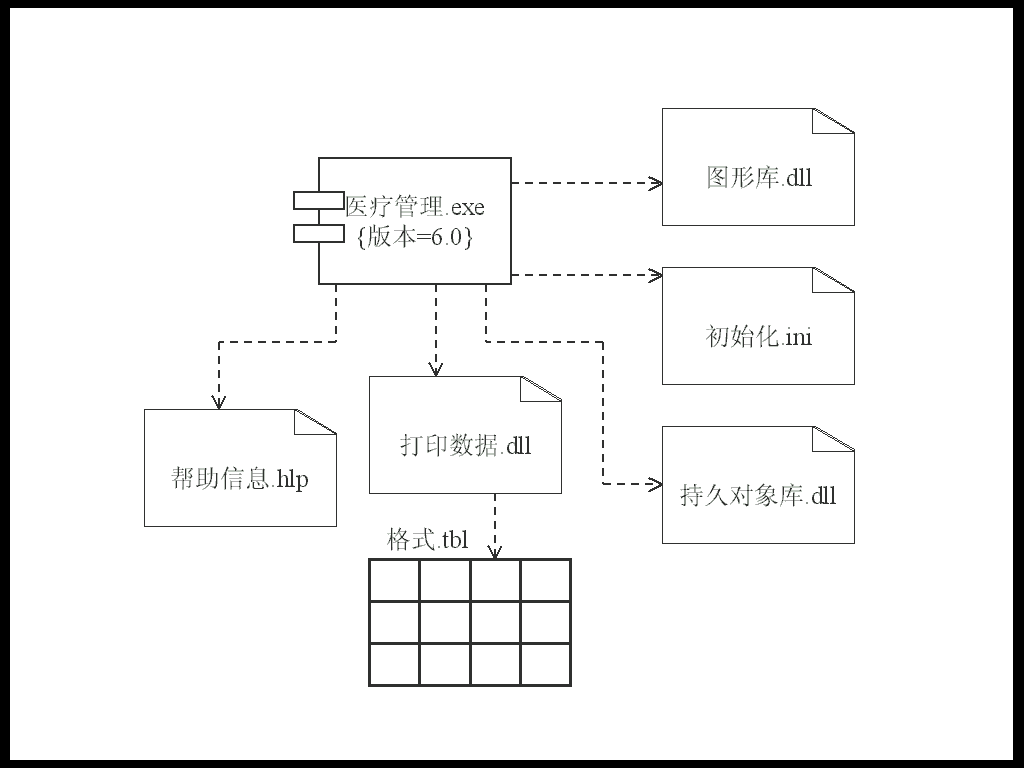 图形库.dll
医疗管理.exe
{版本=6.0}
初始化.ini
打印数据.dll
帮助信息.hlp
持久对象库.dll
格式.tbl